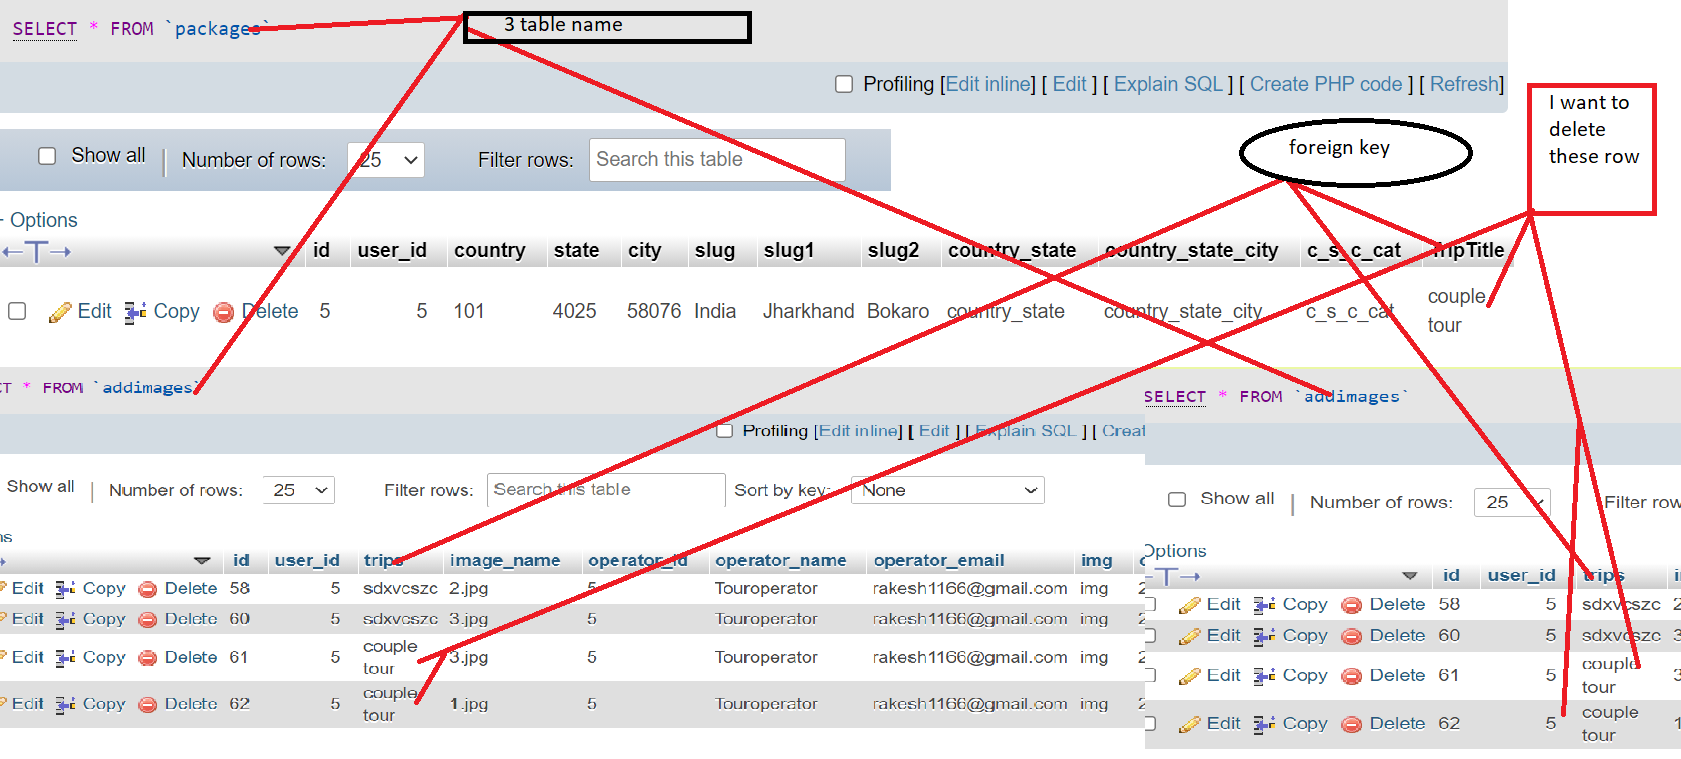 SELECT * FROM `packages`
3 table name
Profiling [Edit inline] [ Edit ] [ Explain SQL ] [ Create PHP code ] [ Refresh]
I want to
delete
these row
foreign key
Show all | Number of rows: 25 Filter rows: Search this table
Options
id user_id country state city slug slug1 slug2 country_state country_state_city c_s_c_cat TripTitle
Edit Copy Delete 5 5 101 4025 58076 India Jharkhand Bokaro country_state country_state_city c_s_c_cat couple
tour
CT * FROM `addimages`
Profiling [Edit inline] [ Edit ] [ Explain SQL ] [ Creat
Show all | Number of rows: 25 Filter rows: Search this table Sort by key: None
ns
id user_id trips image_name operator_id operator_name operator_email img
Edit Copy Delete 58 5 sdxvcszc 2.jpg 5 Touroperator rakesh1166@gmail.com img 2
Edit Copy Delete 60 5 sdxvcszc 3.jpg 5 Touroperator rakesh1166@gmail.com img 2
Edit Copy Delete 61 5 couple
tour 3.jpg 5 Touroperator rakesh1166@gmail.com img 2
Edit Copy Delete 62 5 couple
tour 1.jpg 5 Touroperator rakesh1166@gmail.com img 2
SELECT * FROM `addimages`
Show all | Number of rows: 25 Filter row
Options
id user_id trips
Edit Copy Delete 58 5 sdxvcszc 2
Edit Copy Delete 60 5 sdxvcszc 3
Edit Copy Delete 61 5 couple
tour 3
Edit Copy Delete 62 5 couple
tour 1